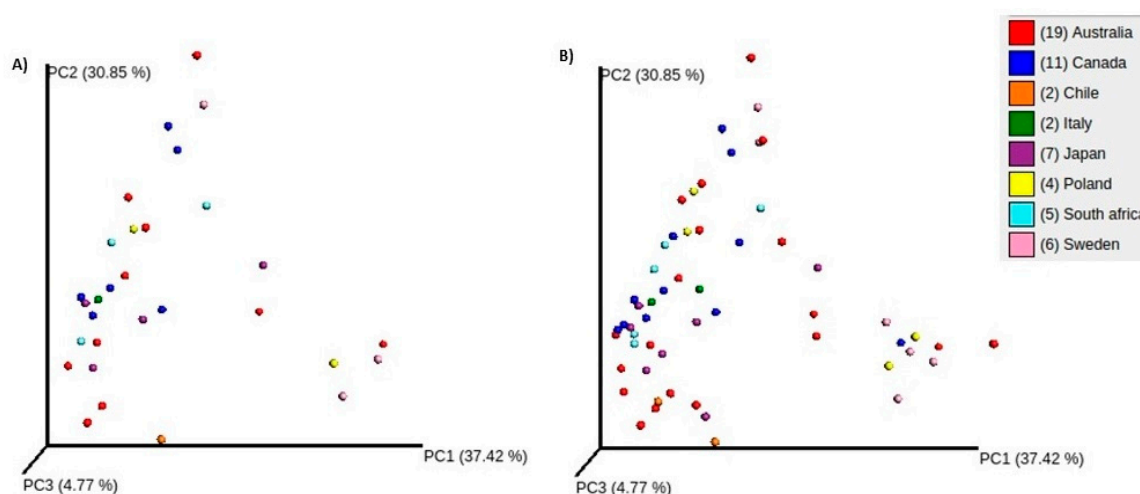 A)
PC2 (30.85 %)
PC1 (37.42 %)
PC3 (4.77 %)
B)
PC2 (30.85 %)
PC1 (37.42 %)
PC3 (4.77 %)
(19) Australia
(11) Canada
(2) Chile
(2) Italy
(7) Japan
(4) Poland
(5) South africa
(6) Sweden